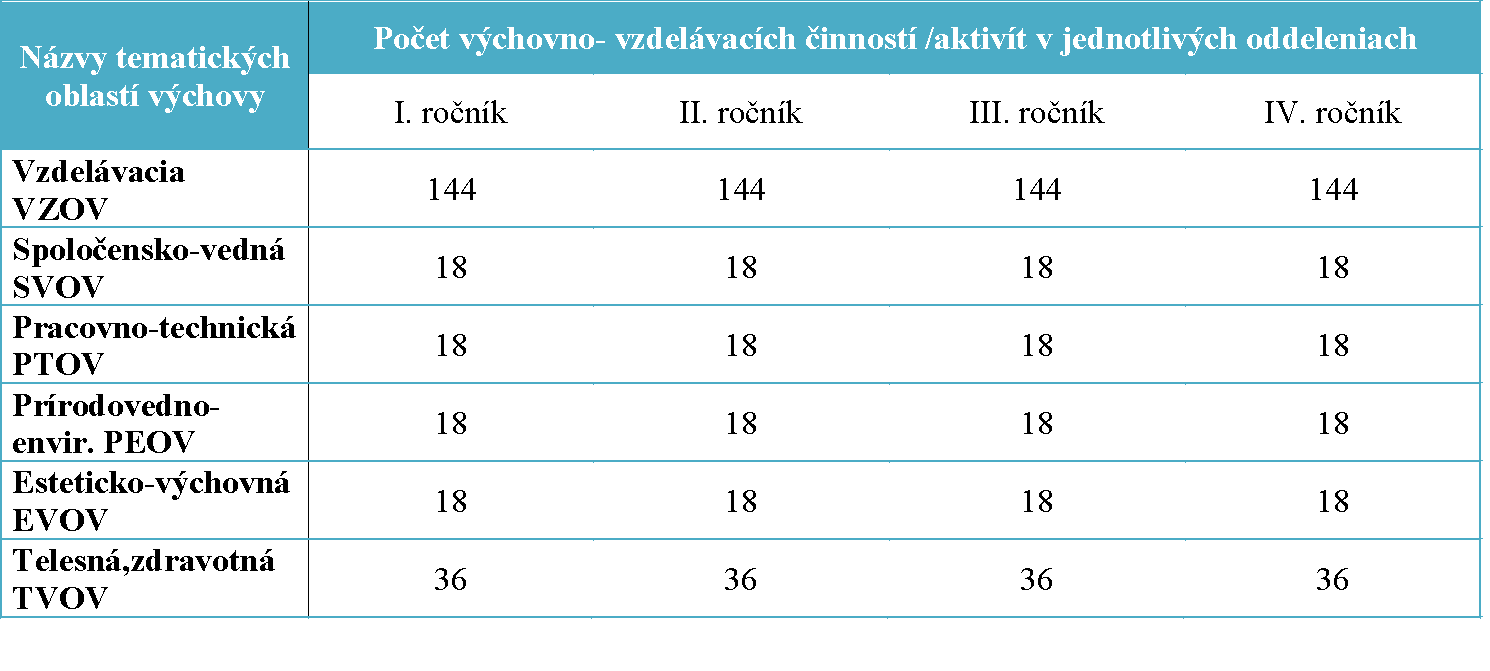 Názvy tematických
oblastí výchovy
Počet výchovno- vzdelávacích činností /aktivít v jednotlivých oddeleniach
I. ročník II. ročník III. ročník IV. ročník
Vzdelávacia
VZOV
144 144 144 144
Spoločensko-vedná
SVOV
18 18 18 18
Pracovno-technická
PTOV
18 18 18 18
Prírodovedno-
envir. PEOV
18 18 18 18
Esteticko-výchovná
EVOV
18 18 18 18
Telesná,zdravotná
TVOV
36 36 36 36